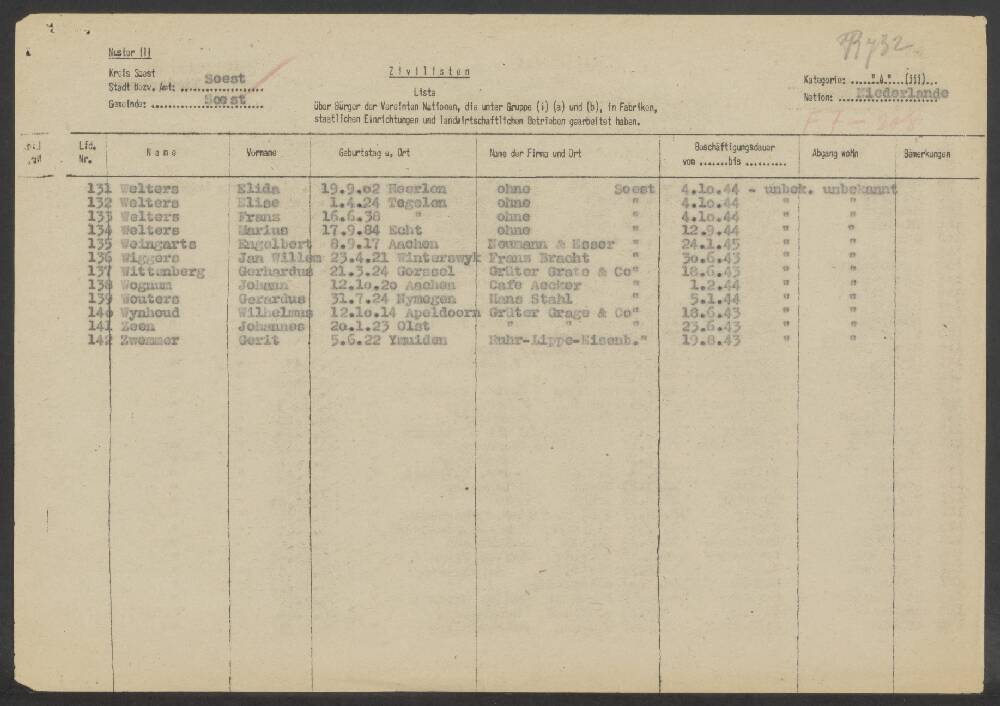 Muster III
Kreis Soest
Stadt bezw. Amt: Soest
Gemeinde: Soest
Zivilisten
Liste
über Bürger der Vereinten Nationen, die unter Gruppe (i) (a) und (b), in Fabriken,
staatlichen Einrichtungen und landwirtschaftlichen Betrieben gearbeitet haben.
Kategorie: "A" (iii)
Nation: Niederlande
Lfd. Nr. Name Vorname Geburtstag u. Ort Name der Firma und Ort Beschäftigungsdauer von ........bis .......... Abgang wohin Bemerkungen
131 Welters Elida 19.9.02 Heerlen ohne Soest 4.10.44 - unbek. unbekannt
132 Welters Elise 1.4.24 Tegelen ohne " 4.10.44 " "
133 Welters Frans 16.6.38 " ohne " 4.10.44 " "
134 Welters Marius 17.9.84 Echt ohne " 12.9.44 " "
135 Weingarts Engelbert 8.9.17 Aachen Neumann & Esser " 24.1.45 " "
136 Wiggers Jan Willem 23.4.21 Winterswyk Frans Bracht " 30.6.43 " "
137 Wittenberg Gerhardus 21.3.24 Gorssel Grüter Grate & Co" 18.6.43 " "
138 Wognum Johann 12.10.20 Aachen Cafe Aecker " 1.2.44 " "
139 Wouters Gerardus 31.7.24 Nymegen Hans Stahl " 5.1.44 " "
140 Wynhoud Wilhelmus 12.10.14 Apeldoorn Grüter Grage & Co" 18.6.43 " "
141 Zeen Johannes 20.1.23 Olst " " " 23.6.43 " "
142 Zwemmer Gerit 5.6.22 Ymuiden Ruhr-Lippe-Eisenb." 19.8.43 " "